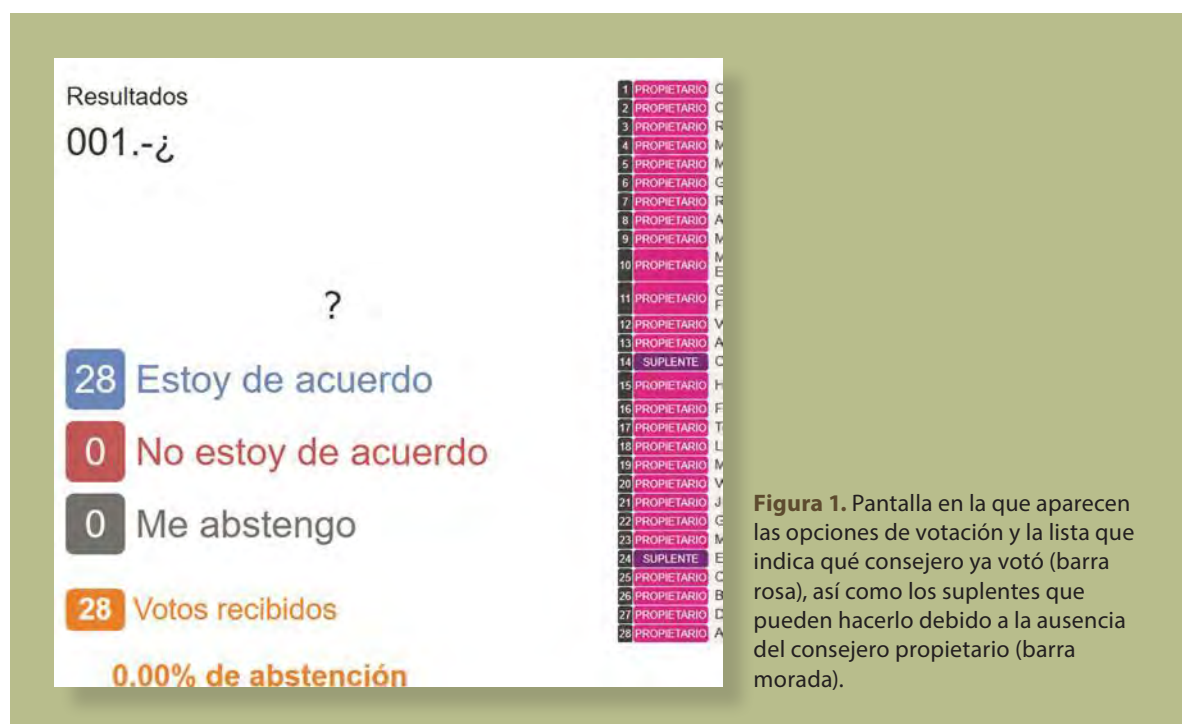 Resultados
001.-¿
?
28 Estoy de acuerdo
0 No estoy de acuerdo
0 Me abstengo
28 Votos recibidos
0.00% de abstención
1 PROPIETARIO C
2 PROPIETARIO C
3 PROPIETARIO R
4 PROPIETARIO M
5 PROPIETARIO M
6 PROPIETARIO G
7 PROPIETARIO R
8 PROPIETARIO A
9 PROPIETARIO M
10 PROPIETARIO M
E
11 PROPIETARIO G
F
12 PROPIETARIO V
13 PROPIETARIO A
14 SUPLENTE C
15 PROPIETARIO H
16 PROPIETARIO F
17 PROPIETARIO T
18 PROPIETARIO L
19 PROPIETARIO M
20 PROPIETARIO V
21 PROPIETARIO J
22 PROPIETARIO G
23 PROPIETARIO M
24 SUPLENTE E
25 PROPIETARIO C
26 PROPIETARIO B
27 PROPIETARIO D
28 PROPIETARIO A
Figura 1. Pantalla en la que aparecen
las opciones de votación y la lista que
indica qué consejero ya votó (barra
rosa), así como los suplentes que
pueden hacerlo debido a la ausencia
del consejero propietario (barra
morada).